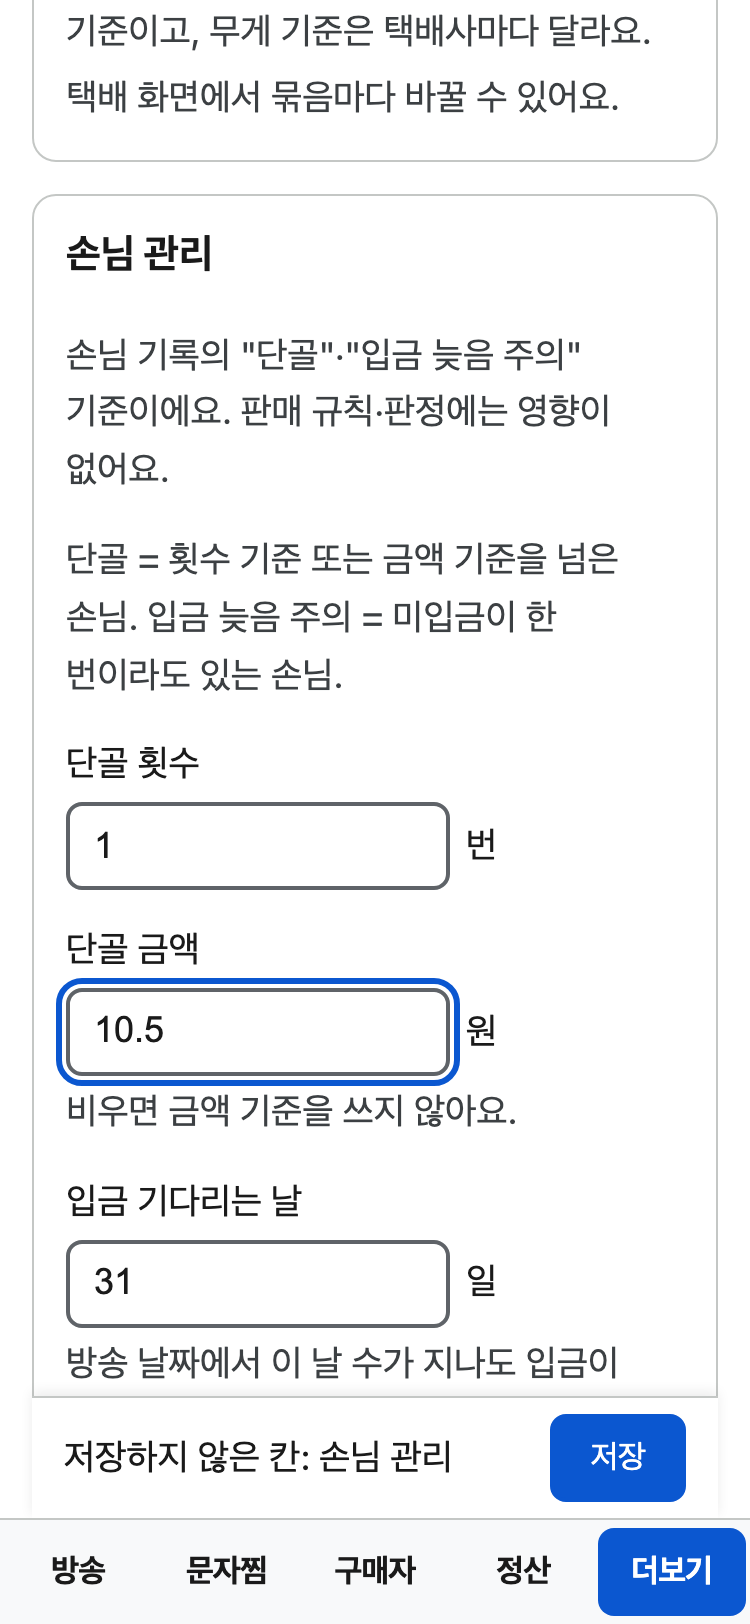 기준이고, 무게 기준은 택배사마다 달라요.
택배 화면에서 묶음마다 바꿀 수 있어요.
손님 관리
손님 기록의 "단골"·"입금 늦음 주의"
기준이에요. 판매 규칙·판정에는 영향이
없어요.
단골 = 횟수 기준 또는 금액 기준을 넘은
손님. 입금 늦음 주의 = 미입금이 한
번이라도 있는 손님.
단골 횟수
1 번
단골 금액
10.5 원
비우면 금액 기준을 쓰지 않아요.
입금 기다리는 날
31 일
방송 날짜에서 이 날 수가 지나도 입금이
저장하지 않은 칸: 손님 관리 저장
방송 문자찜 구매자 정산 더보기